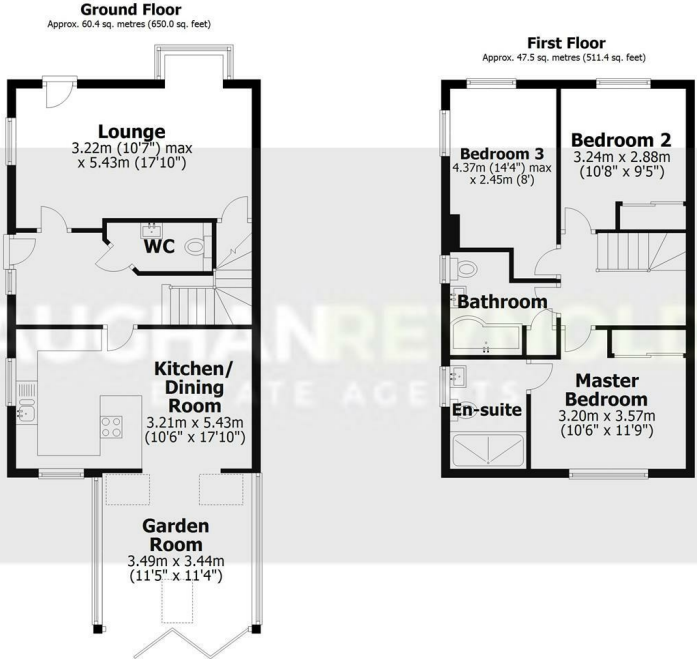 Ground Floor
Approx. 60.4 sq. metres (650.0 sq. feet)
Lounge
3.22m (10'7") max
x 5.43m (17'10")
WC
Kitchen/
Dining
Room
3.21m x 5.43m
(10'6" x 17'10")
Garden
Room
3.49m x 3.44m
(11'5" x 11'4")
First Floor
Approx. 47.5 sq. metres (511.4 sq. feet)
Bedroom 3
4.37m (14'4") max
x 2.45m (8')
Bedroom 2
3.24m x 2.88m
(10'8" x 9'5")
Bathroom
En-suite
Master
Bedroom
3.20m x 3.57m
(10'6" x 11'9")
AUGHANREYNOLD
ESTATE AGENTS